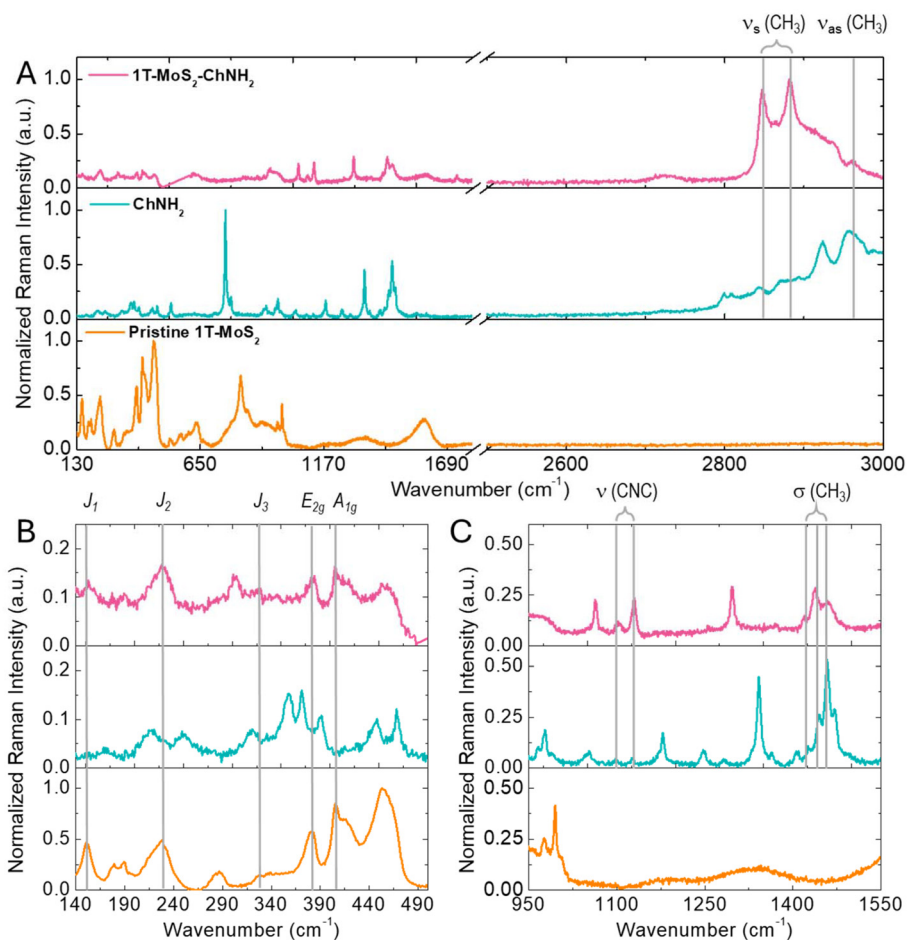 νs (CH3) νas (CH3)
A
1T-MoS2-ChNH2
1.0
0.5
0.0
ChNH2
1.0
0.5
0.0
Pristine 1T-MoS2
1.0
0.5
0.0
Normalized Raman Intensity (a.u.)
130 650 1170 1690 2600 2800 3000
Wavenumber (cm-1)
J1 J2 J3 E2g A1g
B
0.2
0.1
0.0
0.2
0.1
0.0
1.0
0.5
0.0
Normalized Raman Intensity (a.u.)
140 190 240 290 340 390 440 490
Wavenumber (cm-1)
ν (CNC) σ (CH3)
C
0.50
0.25
0.00
0.50
0.25
0.00
0.50
0.25
0.00
Normalized Raman Intensity (a.u.)
950 1100 1250 1400 1550
Wavenumber (cm-1)